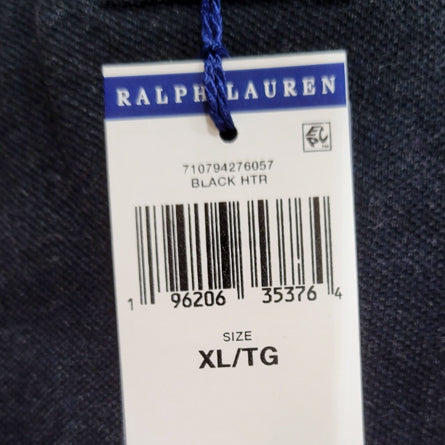 RALPH LAUREN
710794276057
BLACK HTR
1 96206 35376 4
SIZE
XL/TG